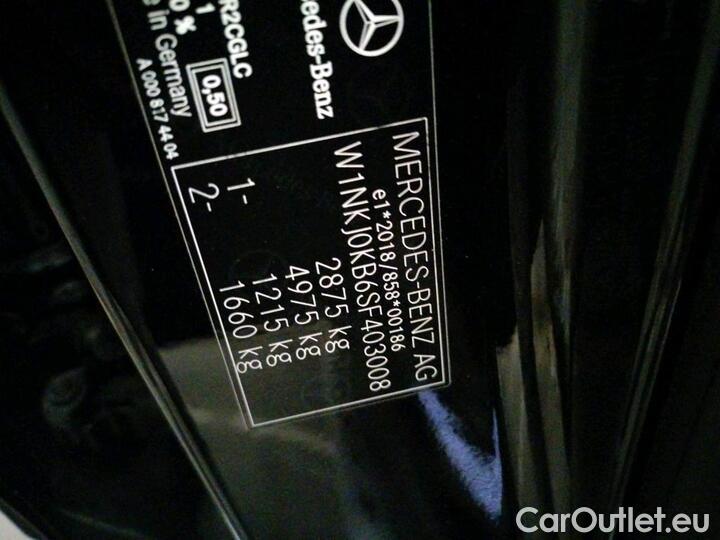 MERCEDES-BENZ AG
e1*2018/858*00186
W1NKJ0KB6SF403008
2875 kg
4975 kg
1- 1215 kg
2- 1660 kg
R2CGLC
1
0 %
0,50
in Germany
A 000 817 44 04
des-Benz
CarOutlet.eu